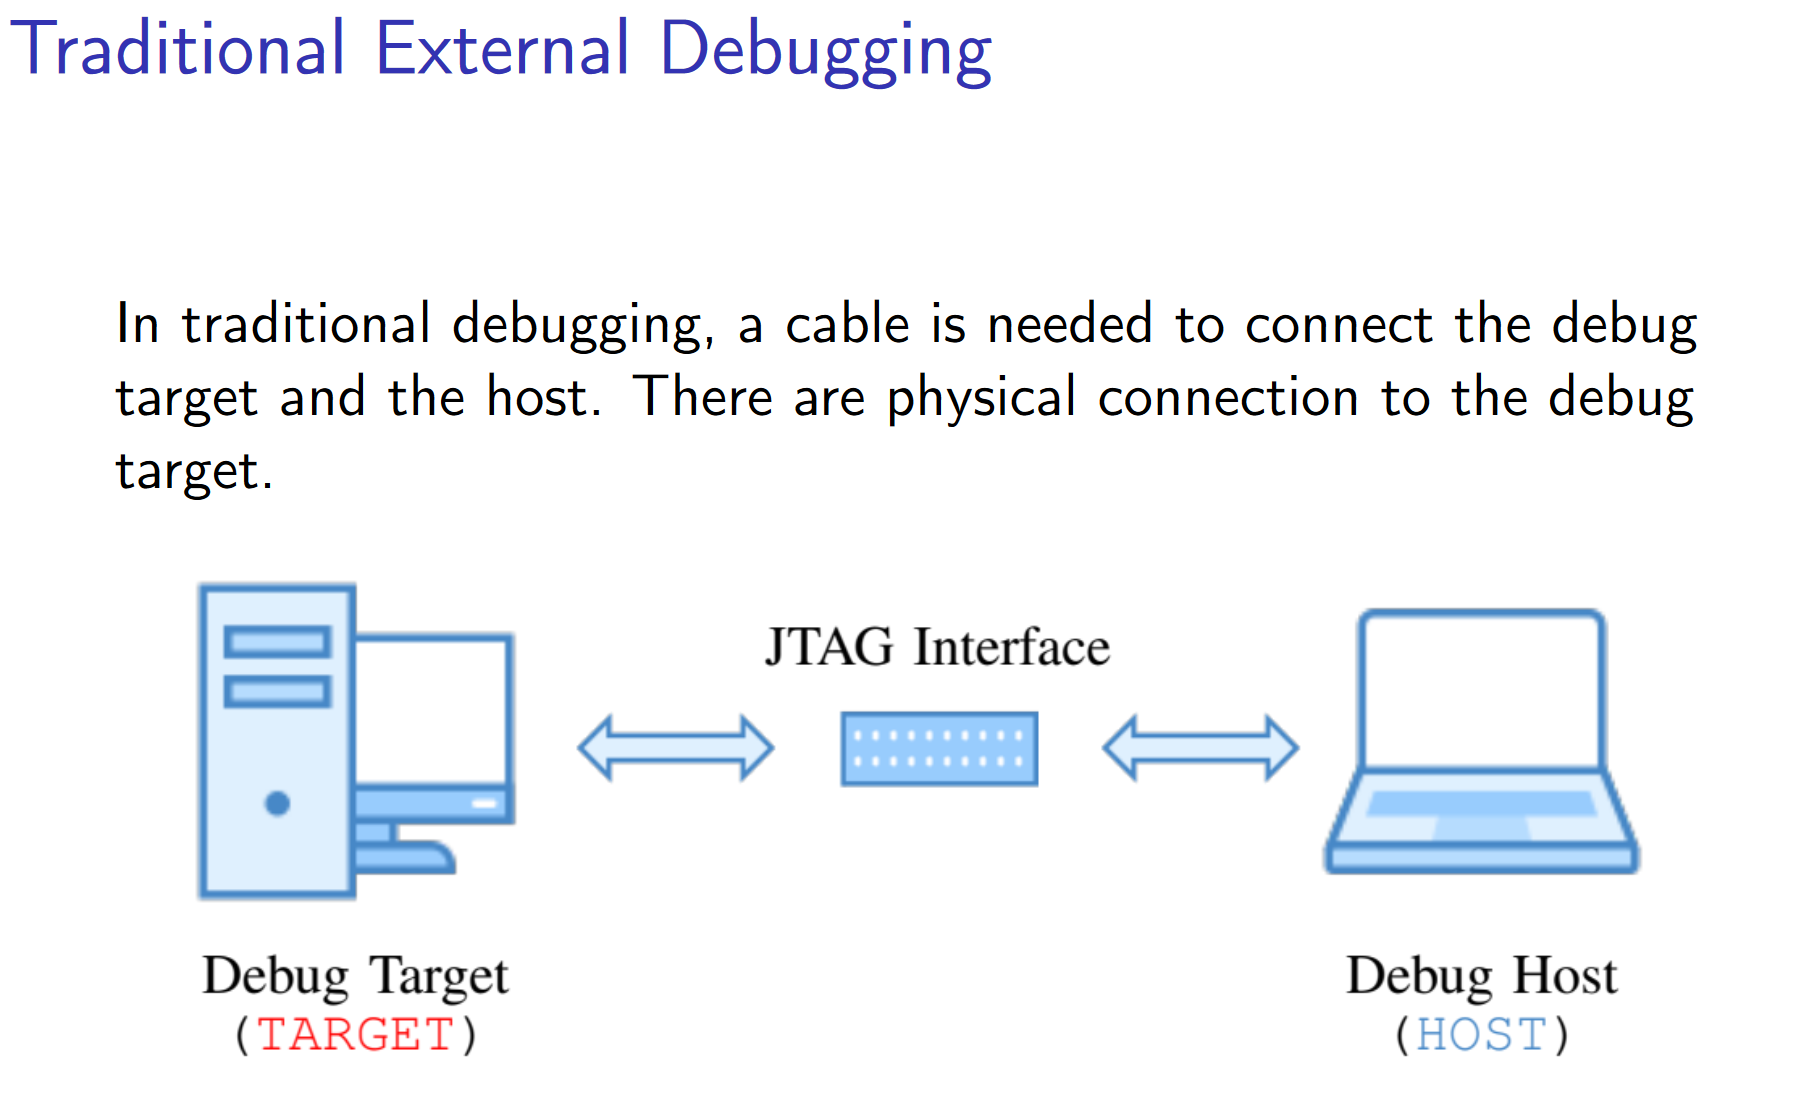 Traditional External Debugging
In traditional debugging, a cable is needed to connect the debug
target and the host. There are physical connection to the debug
target.
JTAG Interface
Debug Target
(TARGET)
Debug Host
(HOST)